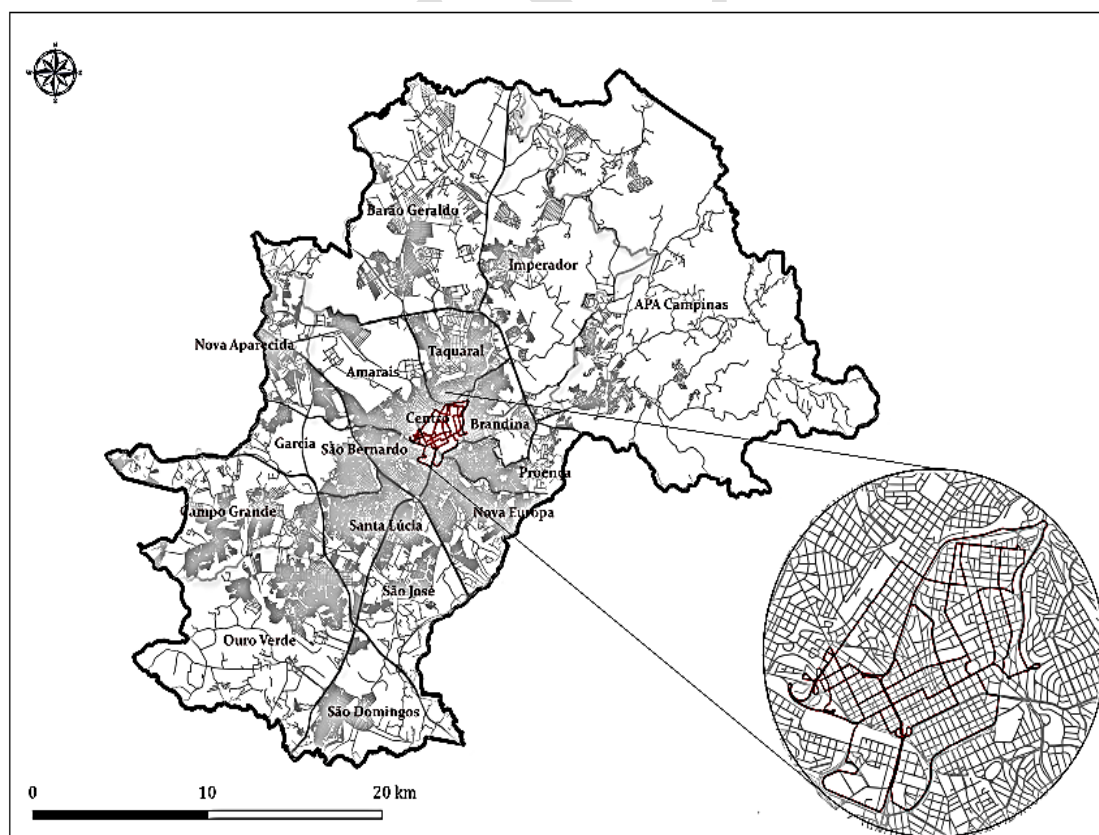 Barão Geraldo
Imperador
APA Campinas
Nova Aparecida
Taquaral
Amarais
Centro
Brandina
Garcia
São Bernardo
Proença
Campo Grande
Santa Lúcia
Nova Europa
São José
Ouro Verde
São Domingos
0 10 20 km